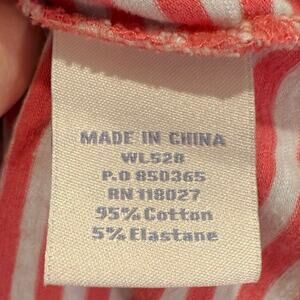 MADE IN CHINA
WL528
P.O 850365
RN 118027
95% Cotton
5% Elastane